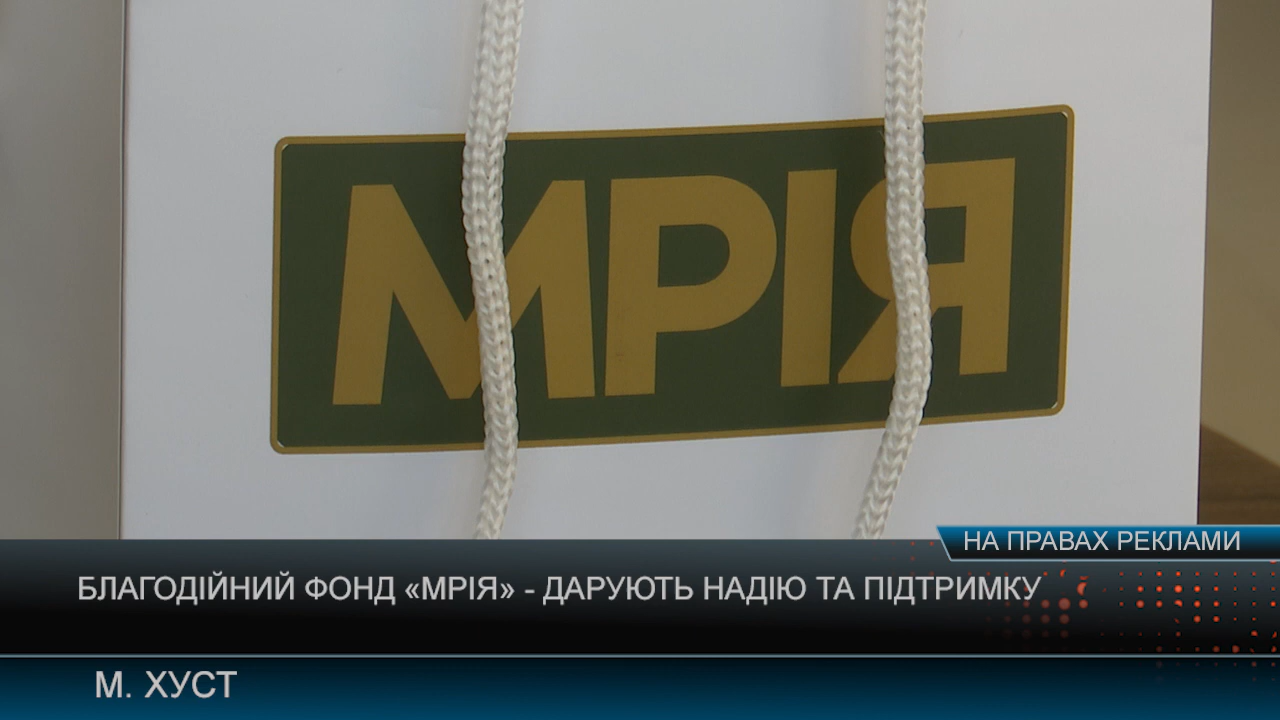 МРІЯ
НА ПРАВАХ РЕКЛАМИ
БЛАГОДІЙНИЙ ФОНД «МРІЯ» - ДАРУЮТЬ НАДІЮ ТА ПІДТРИМКУ
М. ХУСТ